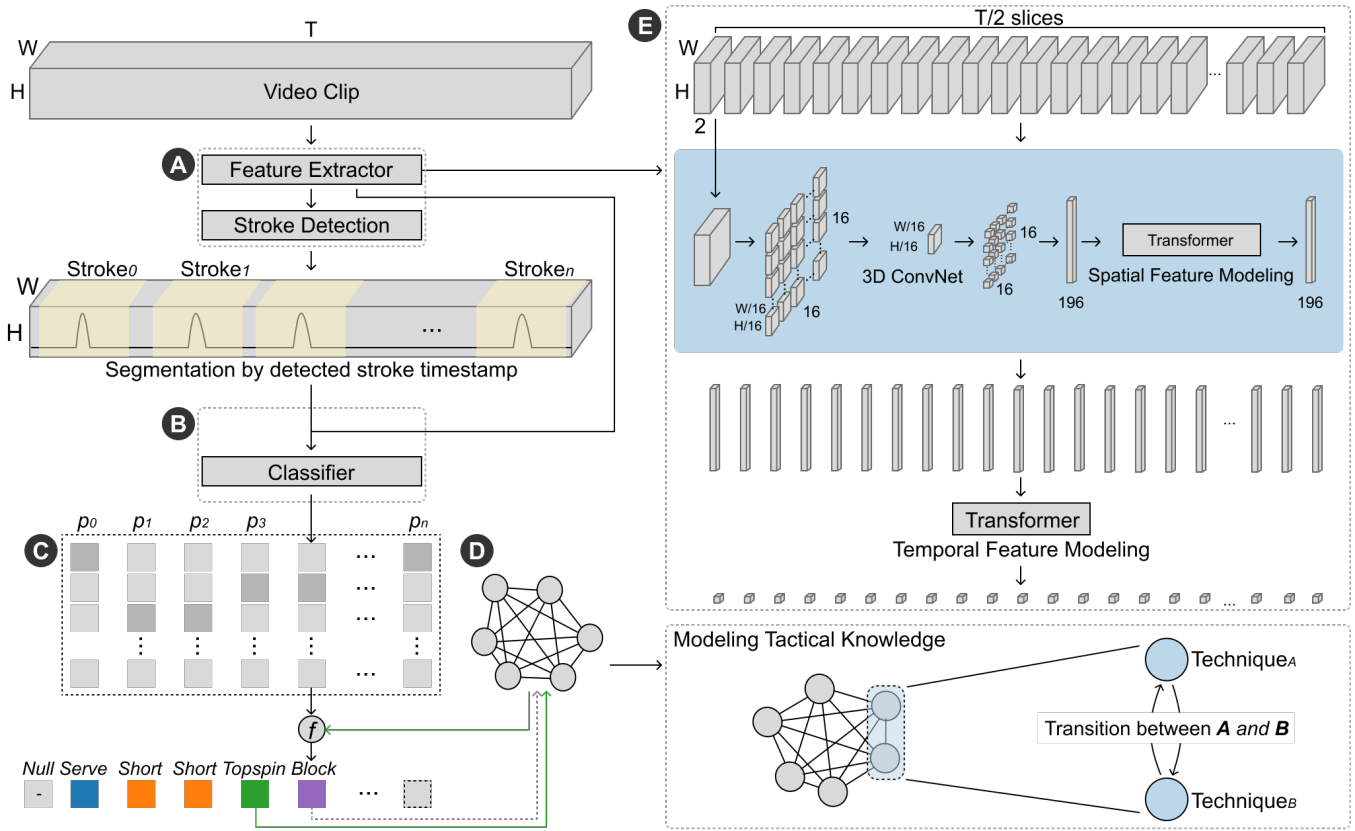 T
W
H
Video Clip
A
Feature Extractor
Stroke Detection
Stroke0
Stroke1
Stroken
W
H
...
Segmentation by detected stroke timestamp
B
Classifier
p0 p1 p2 p3 pn
C
...
...
...
...
D
f
Null Serve Short Short Topspin Block
- ...
E
T/2 slices
W
H
...
2
16
W/16
H/16
16
W/16
H/16
3D ConvNet
16
16
196
Transformer
Spatial Feature Modeling
196
...
Transformer
Temporal Feature Modeling
...
Modeling Tactical Knowledge
TechniqueA
Transition between A and B
TechniqueB